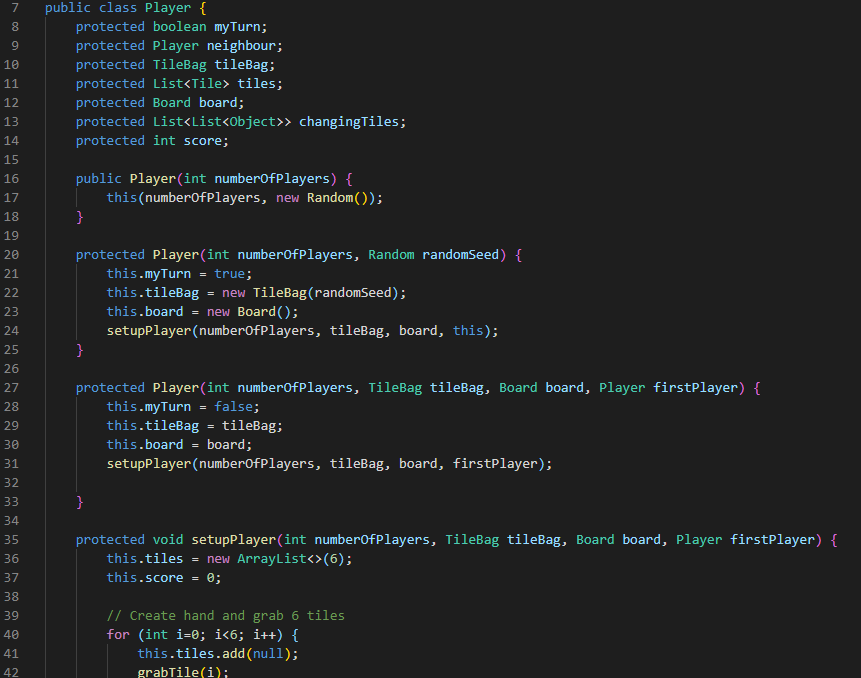 7 public class Player {
8     protected boolean myTurn;
9     protected Player neighbour;
10     protected TileBag tileBag;
11     protected List<Tile> tiles;
12     protected Board board;
13     protected List<List<Object>> changingTiles;
14     protected int score;
15
16     public Player(int numberOfPlayers) {
17         this(numberOfPlayers, new Random());
18     }
19
20     protected Player(int numberOfPlayers, Random randomSeed) {
21         this.myTurn = true;
22         this.tileBag = new TileBag(randomSeed);
23         this.board = new Board();
24         setupPlayer(numberOfPlayers, tileBag, board, this);
25     }
26
27     protected Player(int numberOfPlayers, TileBag tileBag, Board board, Player firstPlayer) {
28         this.myTurn = false;
29         this.tileBag = tileBag;
30         this.board = board;
31         setupPlayer(numberOfPlayers, tileBag, board, firstPlayer);
32
33     }
34
35     protected void setupPlayer(int numberOfPlayers, TileBag tileBag, Board board, Player firstPlayer) {
36         this.tiles = new ArrayList<>(6);
37         this.score = 0;
38
39         // Create hand and grab 6 tiles
40         for (int i=0; i<6; i++) {
41             this.tiles.add(null);
42             grabTile(i);